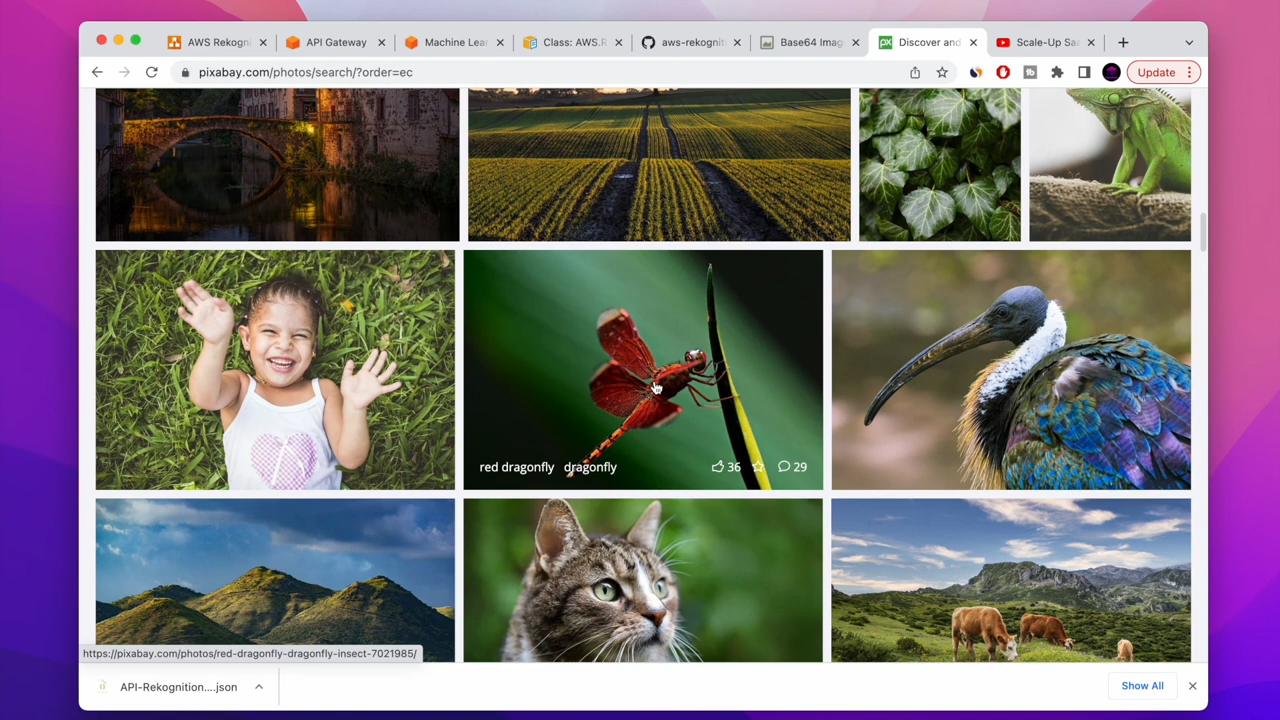 AWS Rekogni
API Gateway
Machine Lear
Class: AWS.R
aws-rekognit
Base64 Imag
Discover and
Scale-Up Saa
pixabay.com/photos/search/?order=ec
Update
red dragonfly dragonfly 36 29
https://pixabay.com/photos/red-dragonfly-dragonfly-insect-7021985/
API-Rekognition....json
Show All